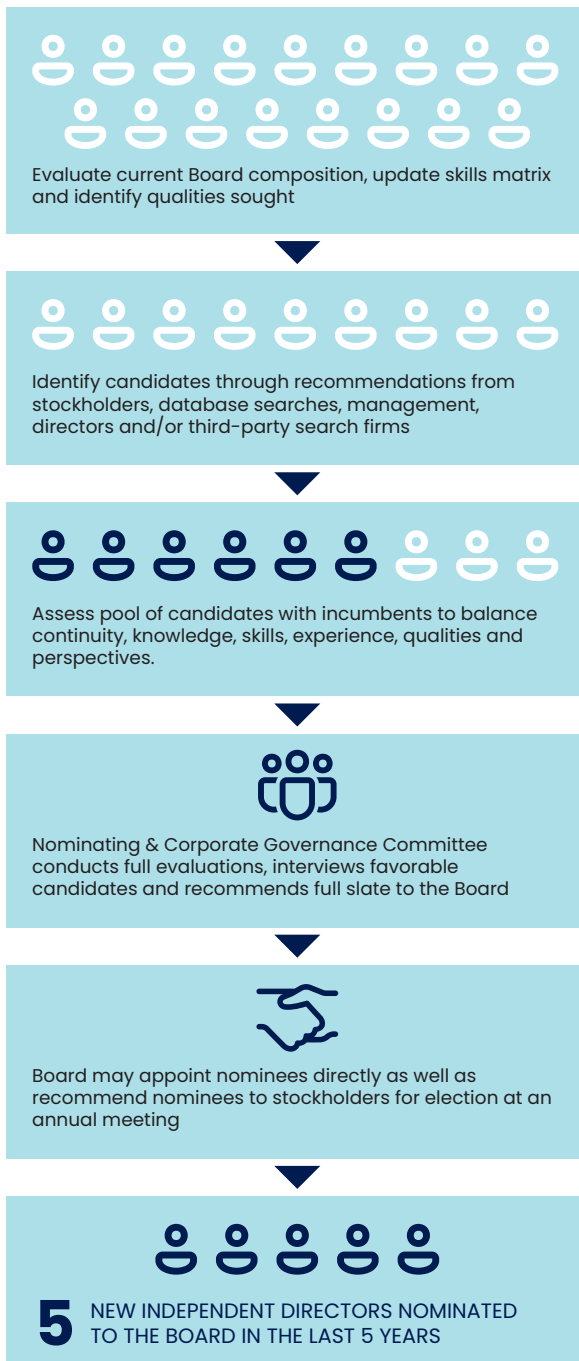 Evaluate current Board composition, update skills matrix
and identify qualities sought
Identify candidates through recommendations from
stockholders, database searches, management,
directors and/or third-party search firms
Assess pool of candidates with incumbents to balance
continuity, knowledge, skills, experience, qualities and
perspectives.
Nominating & Corporate Governance Committee
conducts full evaluations, interviews favorable
candidates and recommends full slate to the Board
Board may appoint nominees directly as well as
recommend nominees to stockholders for election at an
annual meeting
5 NEW INDEPENDENT DIRECTORS NOMINATED
TO THE BOARD IN THE LAST 5 YEARS